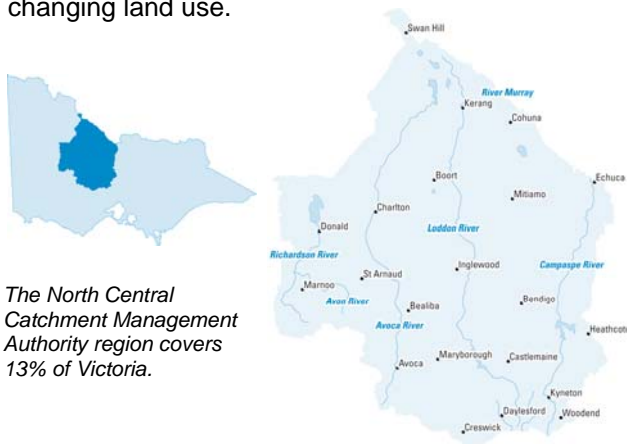 changing land use.
The North Central
Catchment Management
Authority region covers
13% of Victoria.
Swan Hill
River Murray
Kerang
Cohuna
Echuca
Boort
Mitiamo
Charlton
Donald
Loddon River
Richardson River
Inglewood
Campaspe River
St Arnaud
Marnoo
Avon River
Bendigo
Bealiba
Avoca River
Heathcot
Maryborough
Castlemaine
Avoca
Kyneton
Daylesford
Woodend
Creswick